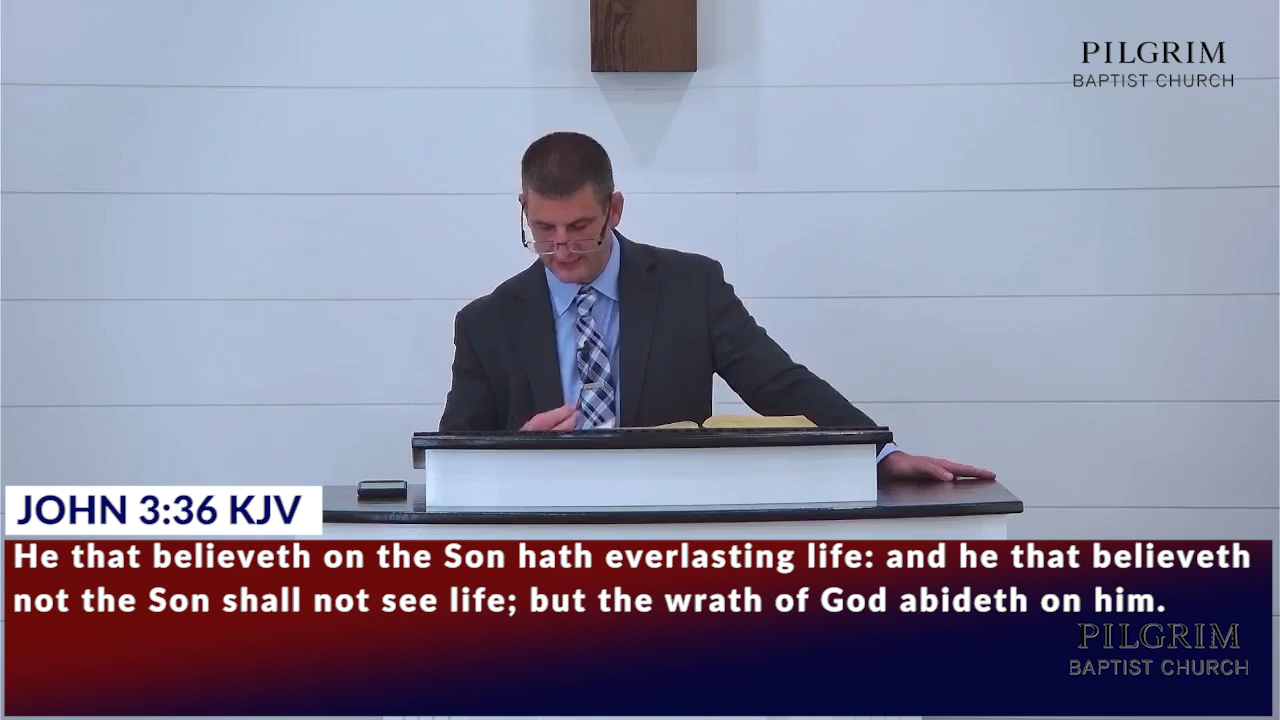 PILGRIM
BAPTIST CHURCH
JOHN 3:36 KJV
He that believeth on the Son hath everlasting life: and he that believeth
not the Son shall not see life; but the wrath of God abideth on him.
PILGRIM
BAPTIST CHURCH